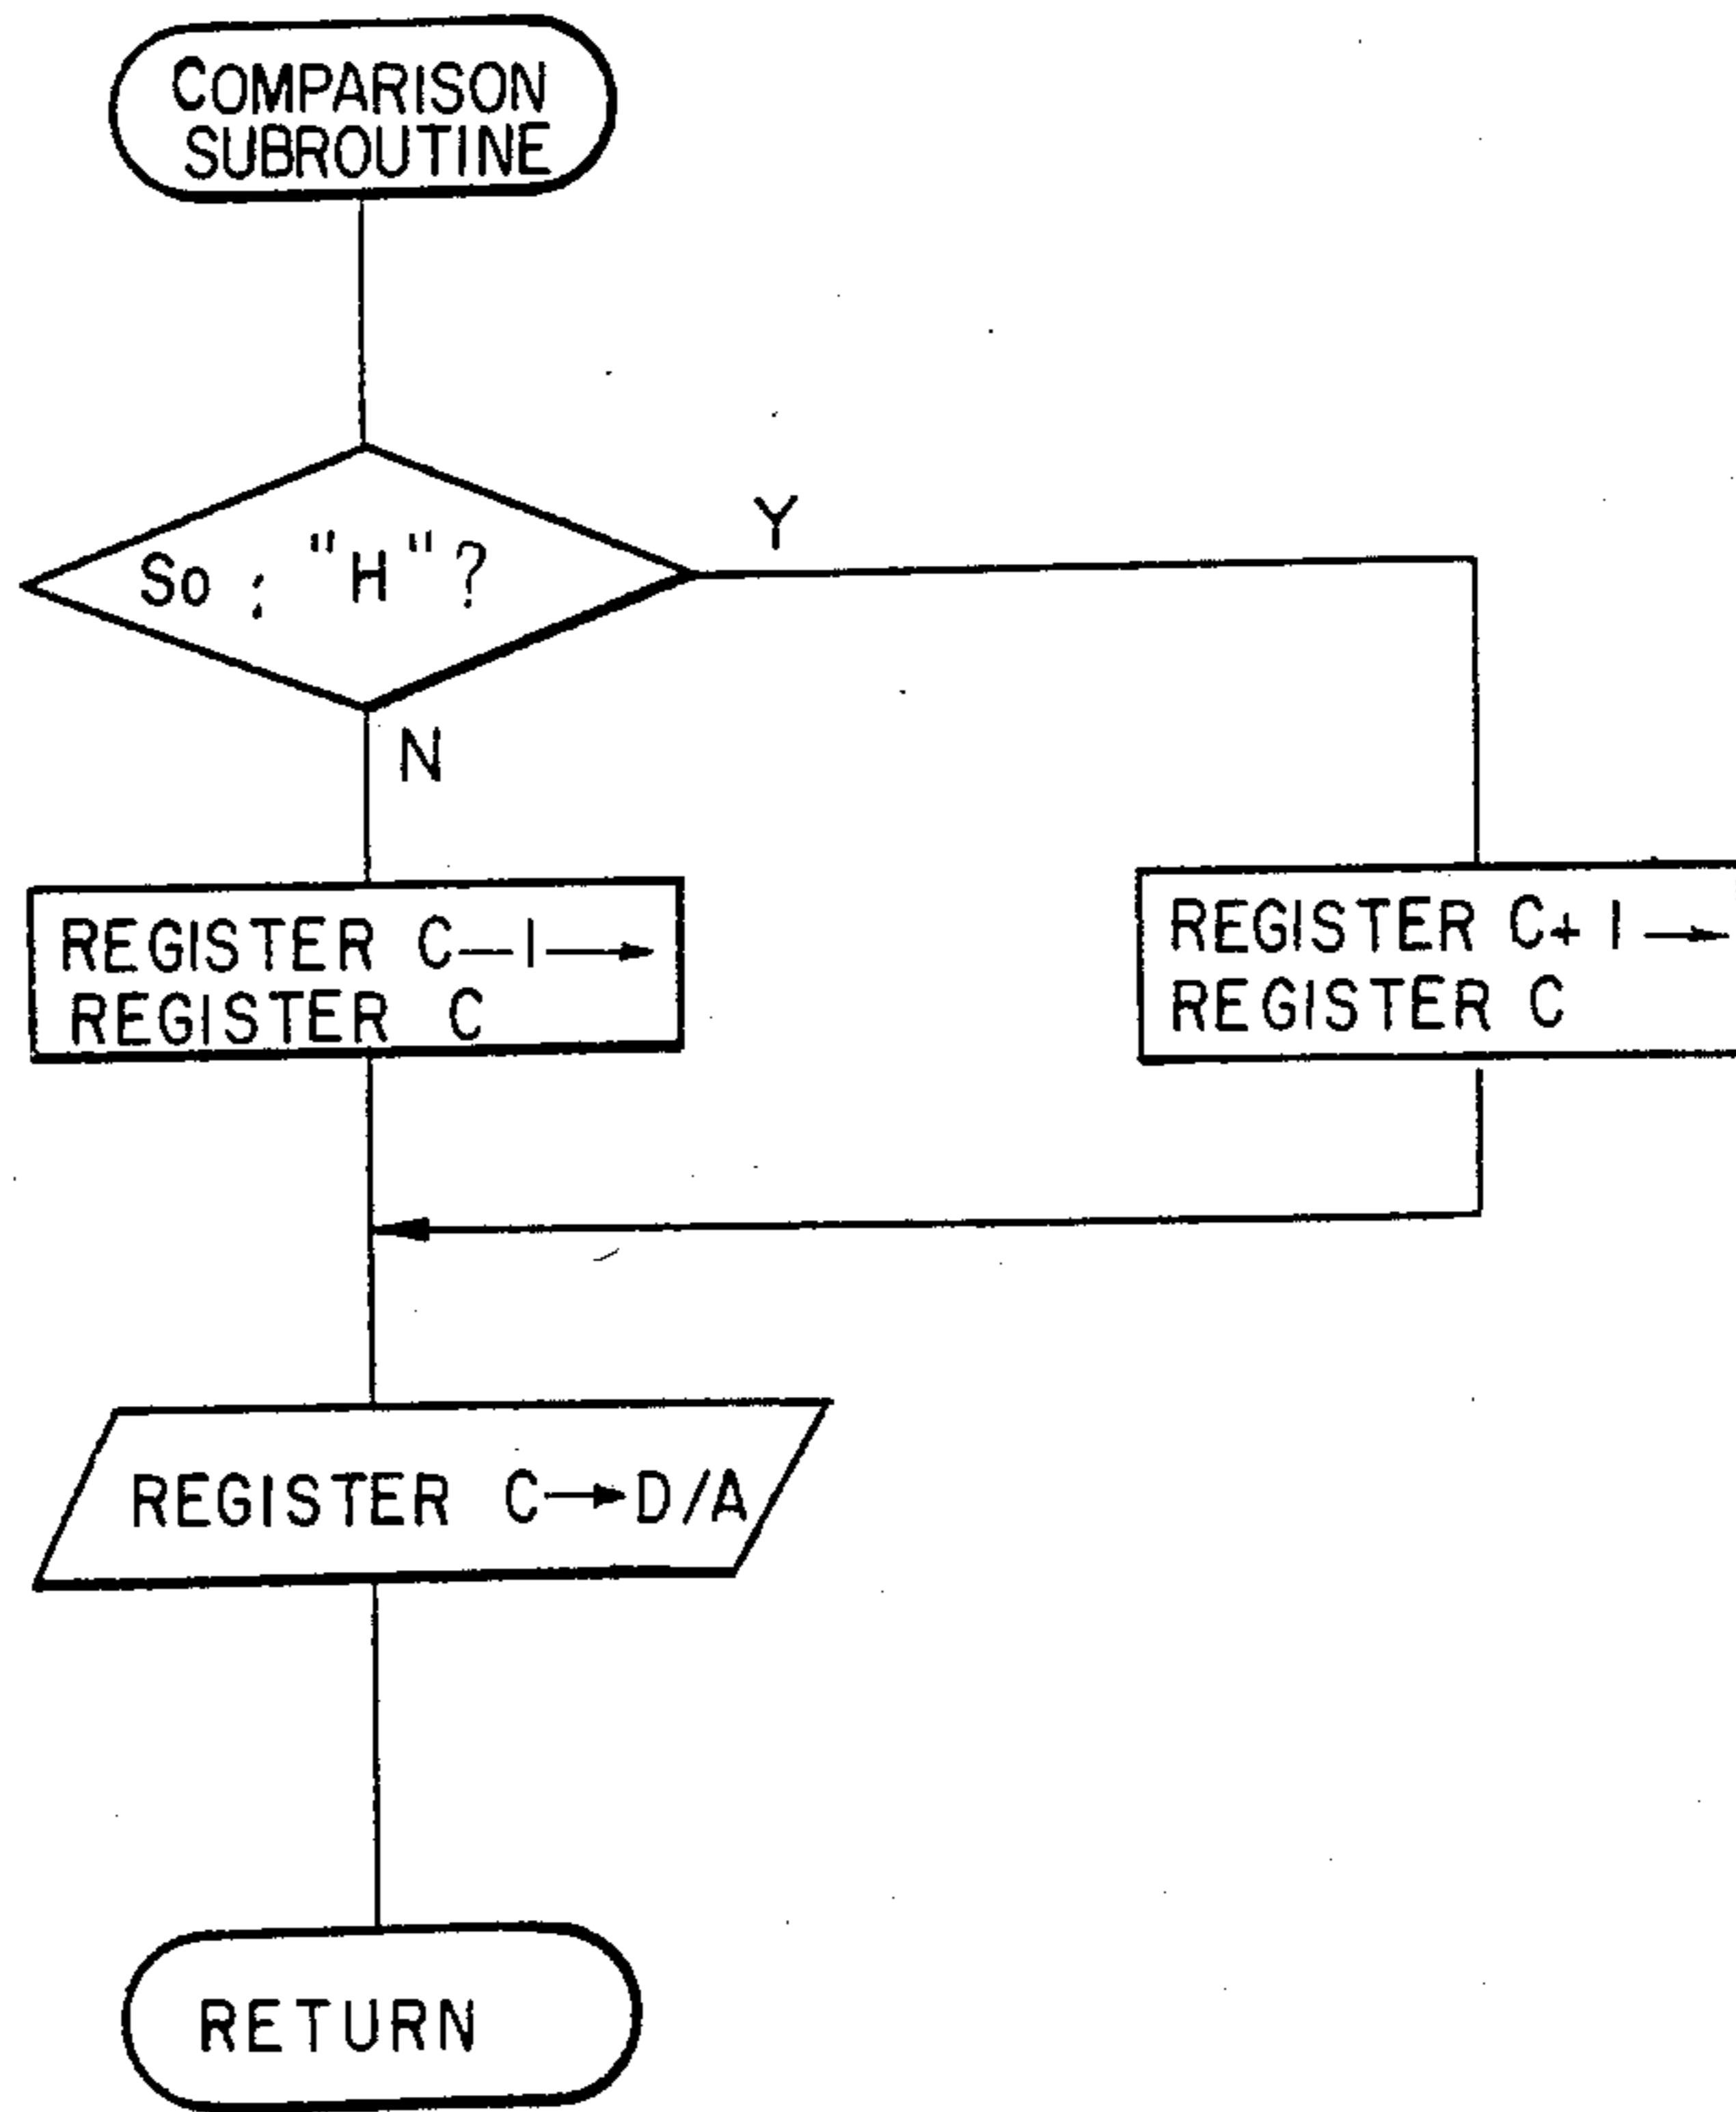 COMPARISON
SUBROUTINE
So ; "H" ?
Y
N
REGISTER C—1→
REGISTER C
REGISTER C+1→
REGISTER C
REGISTER C→D/A
RETURN